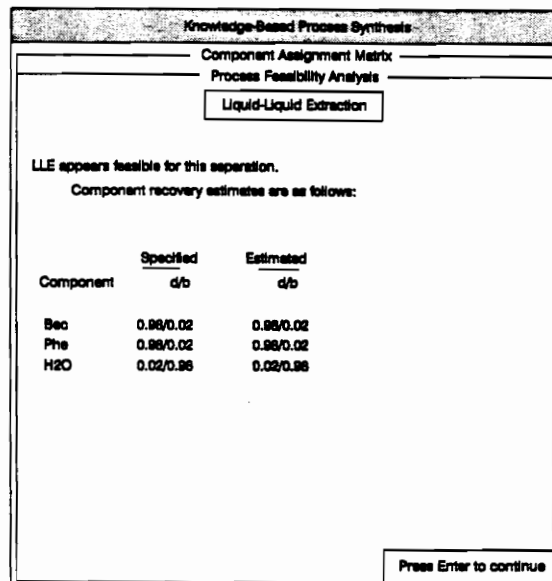 Knowledge-Based Process Synthesis
Component Assignment Matrix
Process Feasibility Analysis
Liquid-Liquid Extraction
LLE appears feasible for this separation.
Component recovery estimates are as follows:
Specified Estimated
Component d/b d/b
Bec 0.98/0.02 0.98/0.02
Phe 0.98/0.02 0.98/0.02
H2O 0.02/0.98 0.02/0.98
Press Enter to continue